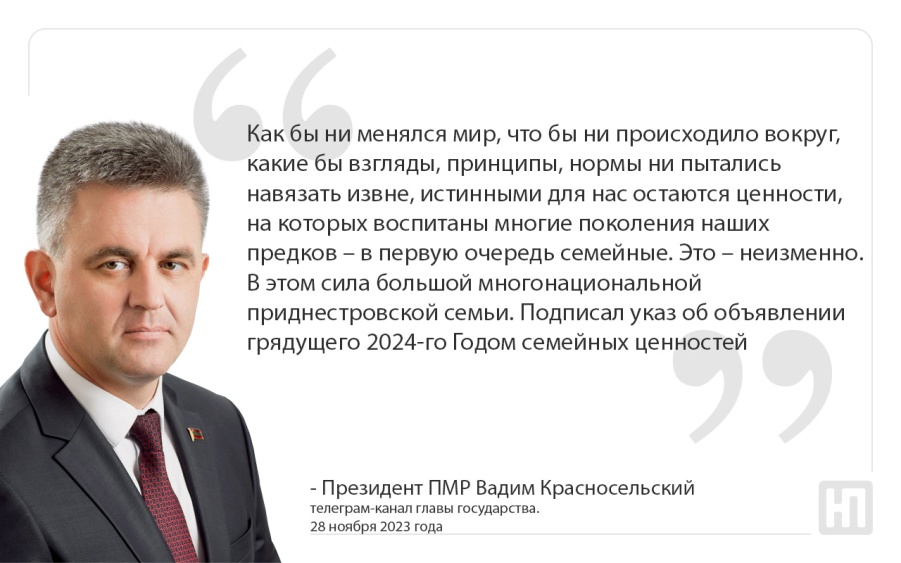 Как бы ни менялся мир, что бы ни происходило вокруг,
какие бы взгляды, принципы, нормы ни пытались
навязать извне, истинными для нас остаются ценности,
на которых воспитаны многие поколения наших
предков – в первую очередь семейные. Это – неизменно.
В этом сила большой многонациональной
приднестровской семьи. Подписал указ об объявлении
грядущего 2024-го Годом семейных ценностей
- Президент ПМР Вадим Красносельский
телеграм-канал главы государства.
28 ноября 2023 года
НП